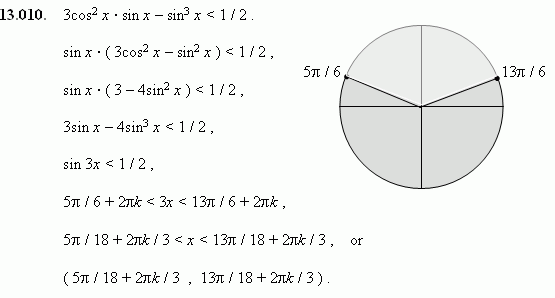 13.010. 3cos² x · sin x – sin³ x < 1 / 2 .
sin x · ( 3cos² x – sin² x ) < 1 / 2 ,
sin x · ( 3 – 4sin² x ) < 1 / 2 ,
3sin x – 4sin³ x < 1 / 2 ,
sin 3x < 1 / 2 ,
5π / 6 + 2πk < 3x < 13π / 6 + 2πk ,
5π / 18 + 2πk / 3 < x < 13π / 18 + 2πk / 3 , or
( 5π / 18 + 2πk / 3 , 13π / 18 + 2πk / 3 ) .
5π / 6
13π / 6